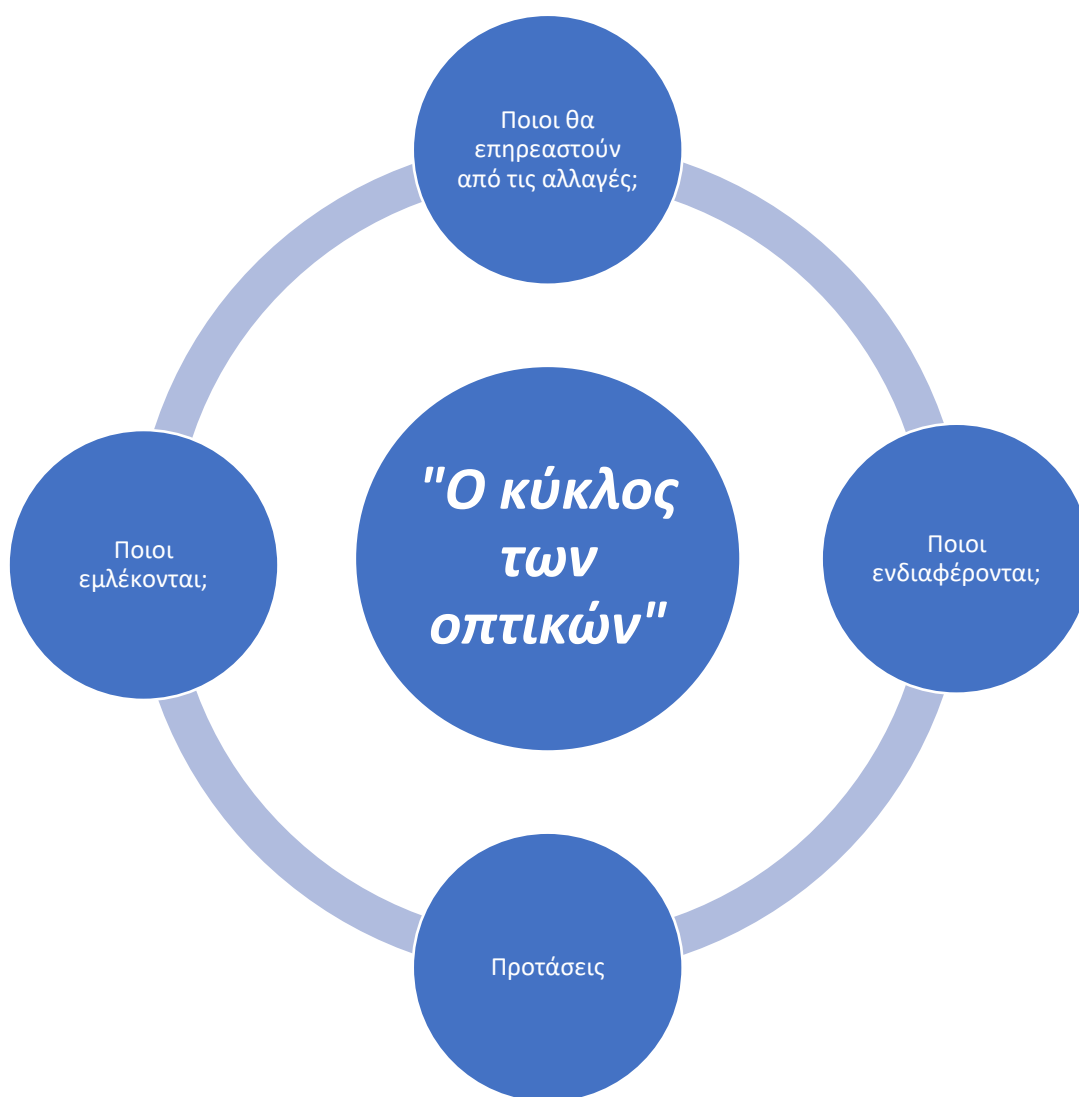 Ποιοι θα
επηρεαστούν
από τις αλλαγές;
"Ο κύκλος
των
οπτικών"
Ποιοι
εμλέκονται;
Ποιοι
ενδιαφέρονται;
Προτάσεις